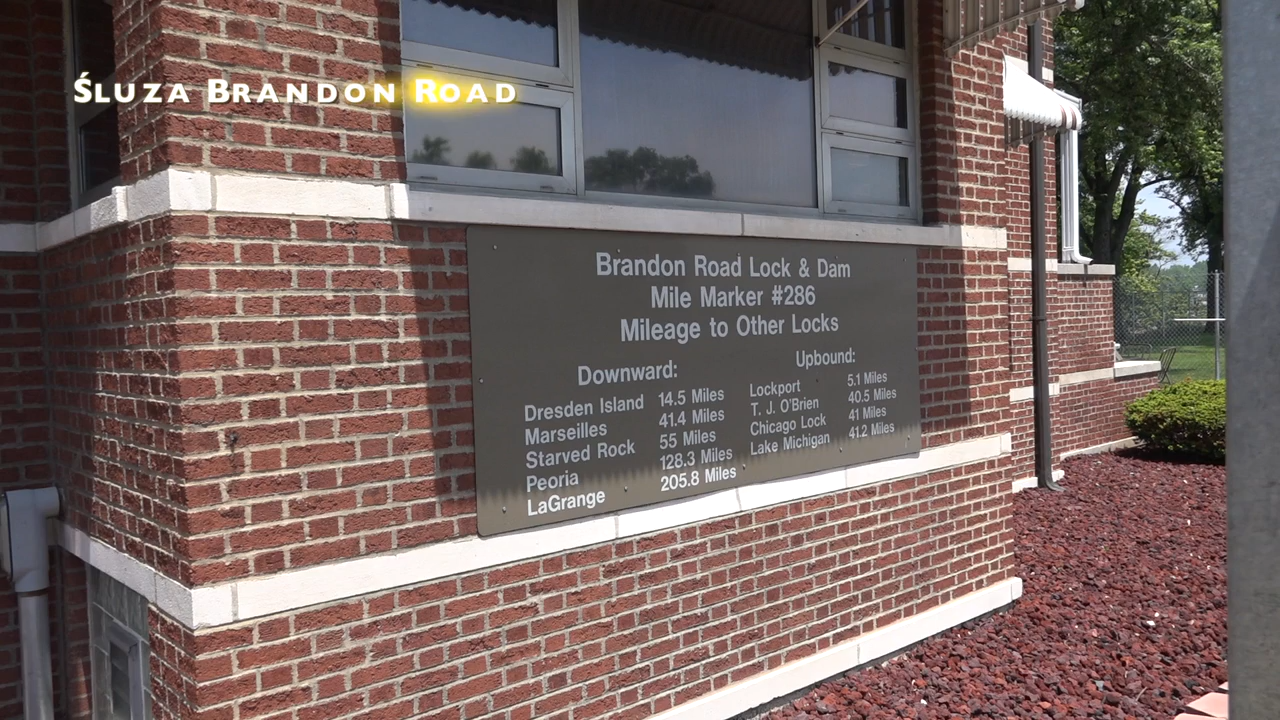 ŚLUZA BRANDON ROAD
Brandon Road Lock & Dam
Mile Marker #286
Mileage to Other Locks
Downward:
Dresden Island 14.5 Miles
Marseilles 41.4 Miles
Starved Rock 55 Miles
Peoria 128.3 Miles
LaGrange 205.8 Miles
Upbound:
Lockport 5.1 Miles
T. J. O'Brien 40.5 Miles
Chicago Lock 41 Miles
Lake Michigan 41.2 Miles